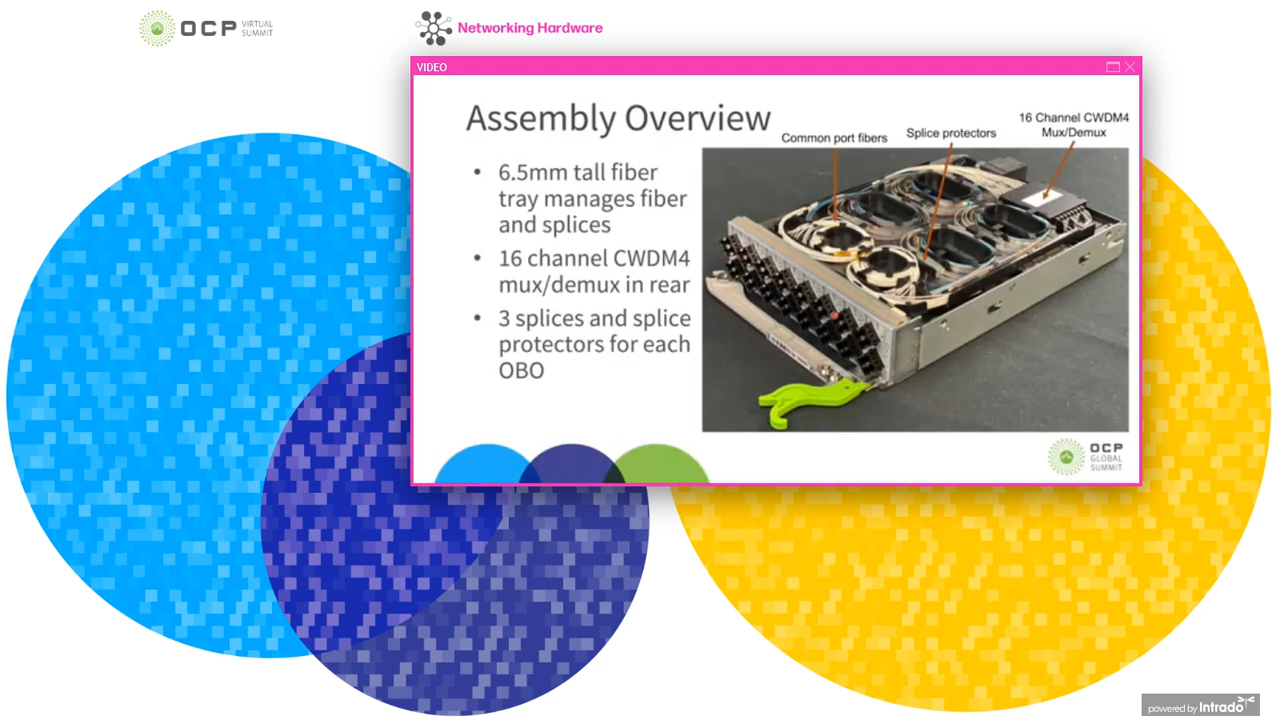 OCP VIRTUAL
SUMMIT
Networking Hardware
VIDEO
Assembly Overview
Common port fibers
Splice protectors
16 Channel CWDM4
Mux/Demux
• 6.5mm tall fiber
tray manages fiber
and splices
• 16 channel CWDM4
mux/demux in rear
• 3 splices and splice
protectors for each
OBO
OCP
GLOBAL
SUMMIT
powered by Intrado